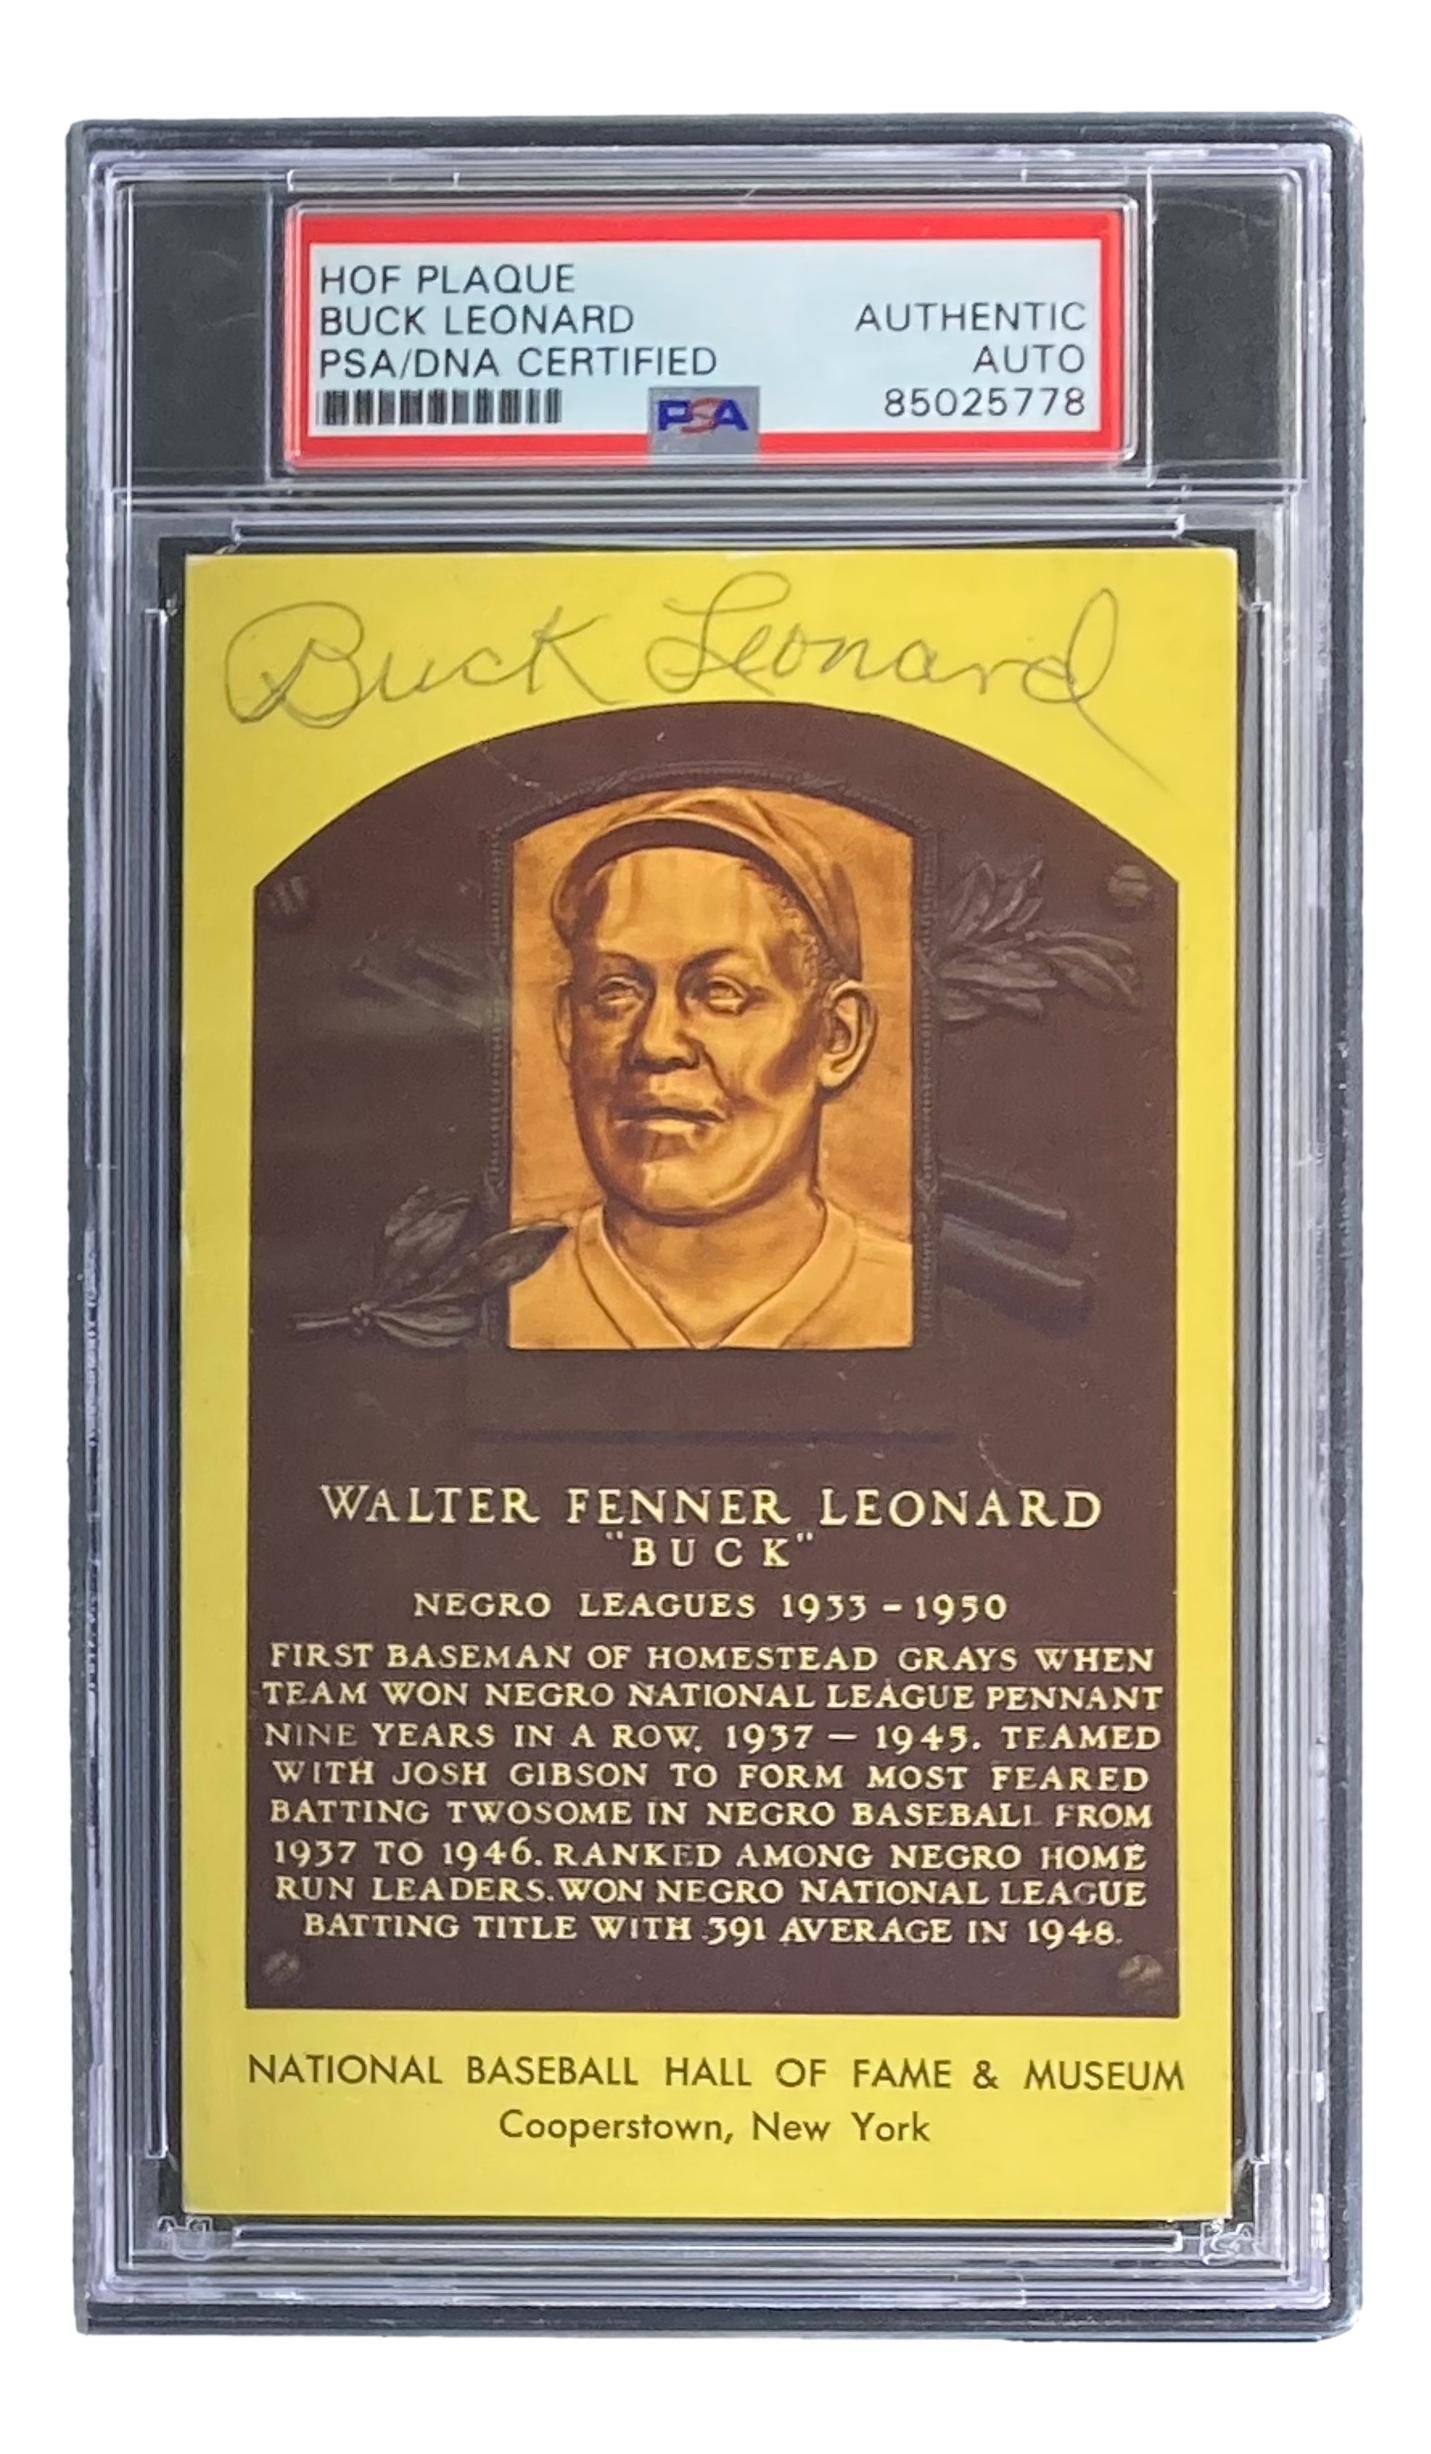 HOF PLAQUE
BUCK LEONARD
PSA/DNA CERTIFIED
AUTHENTIC
AUTO
85025778
PSA
Buck Leonard
WALTER FENNER LEONARD
"BUCK"
NEGRO LEAGUES 1933 – 1950
FIRST BASEMAN OF HOMESTEAD GRAYS WHEN
TEAM WON NEGRO NATIONAL LEAGUE PENNANT
NINE YEARS IN A ROW, 1937 – 1945. TEAMED
WITH JOSH GIBSON TO FORM MOST FEARED
BATTING TWOSOME IN NEGRO BASEBALL FROM
1937 TO 1946. RANKED AMONG NEGRO HOME
RUN LEADERS. WON NEGRO NATIONAL LEAGUE
BATTING TITLE WITH .391 AVERAGE IN 1948.
NATIONAL BASEBALL HALL OF FAME & MUSEUM
Cooperstown, New York